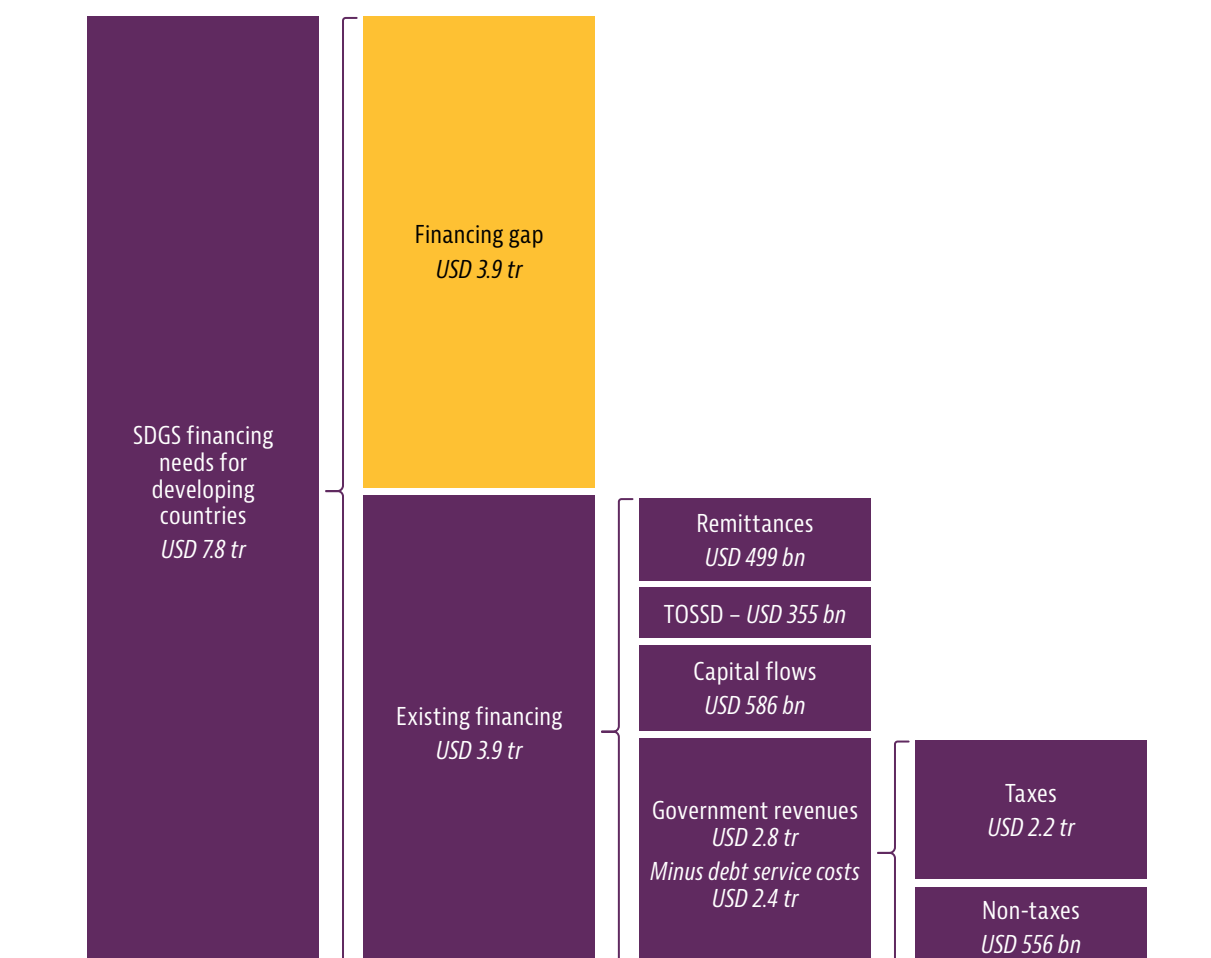 Financing gap
USD 3.9 tr
SDGS financing
needs for
developing
countries
USD 7.8 tr
Remittances
USD 499 bn
TOSSD – USD 355 bn
Capital flows
USD 586 bn
Existing financing
USD 3.9 tr
Government revenues
USD 2.8 tr
Minus debt service costs
USD 2.4 tr
Taxes
USD 2.2 tr
Non-taxes
USD 556 bn